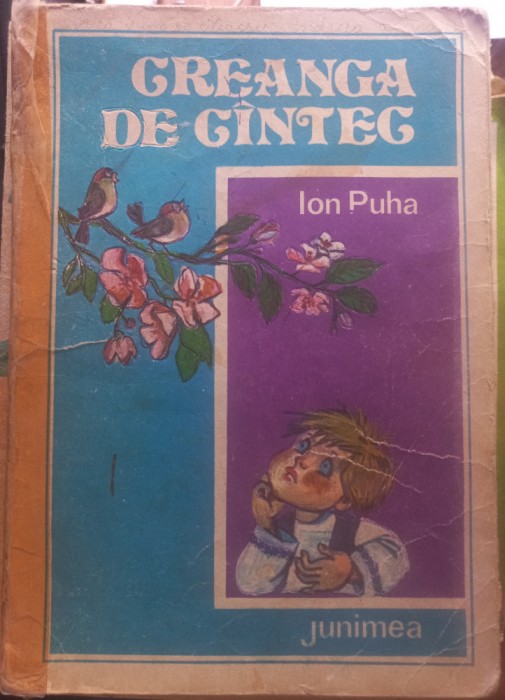 CREANGA
DE CÎNTEC
Ion Puha
junimea